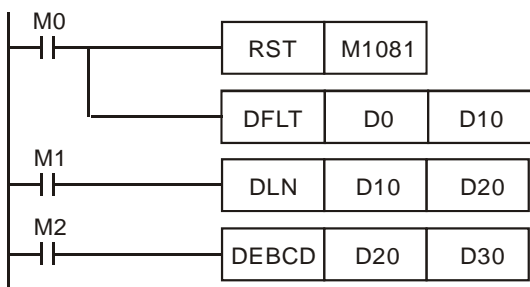 M0
RST M1081
DFLT D0 D10
M1
DLN D10 D20
M2
DEBCD D20 D30